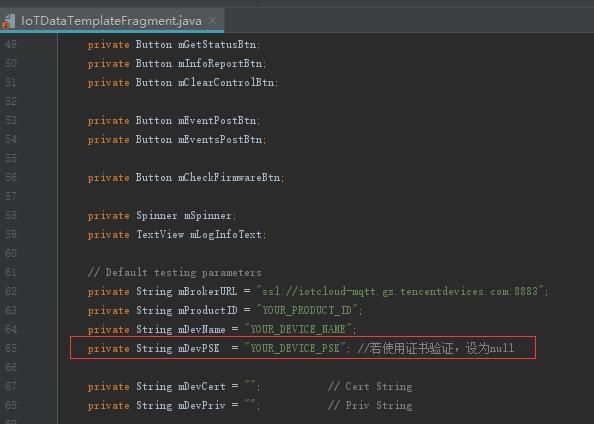 IoTDataTemplateFragment.java ×
49 private Button mGetStatusBtn;
50 private Button mInfoReportBtn;
51 private Button mClearControlBtn;
52
53 private Button mEventPostBtn;
54 private Button mEventsPostBtn;
55
56 private Button mCheckFirmwareBtn;
57
58 private Spinner mSpinner;
59 private TextView mLogInfoText;
60
61 // Default testing parameters
62 private String mBrokerURL = "ssl://iotcloud-mqtt.gz.tencentdevices.com:8883";
63 private String mProductID = "YOUR_PRODUCT_ID";
64 private String mDevName = "YOUR_DEVICE_NAME";
65 private String mDevPSK  = "YOUR_DEVICE_PSK"; //若使用证书验证，设为null
66
67 private String mDevCert = "";           // Cert String
68 private String mDevPriv = "";           // Priv String